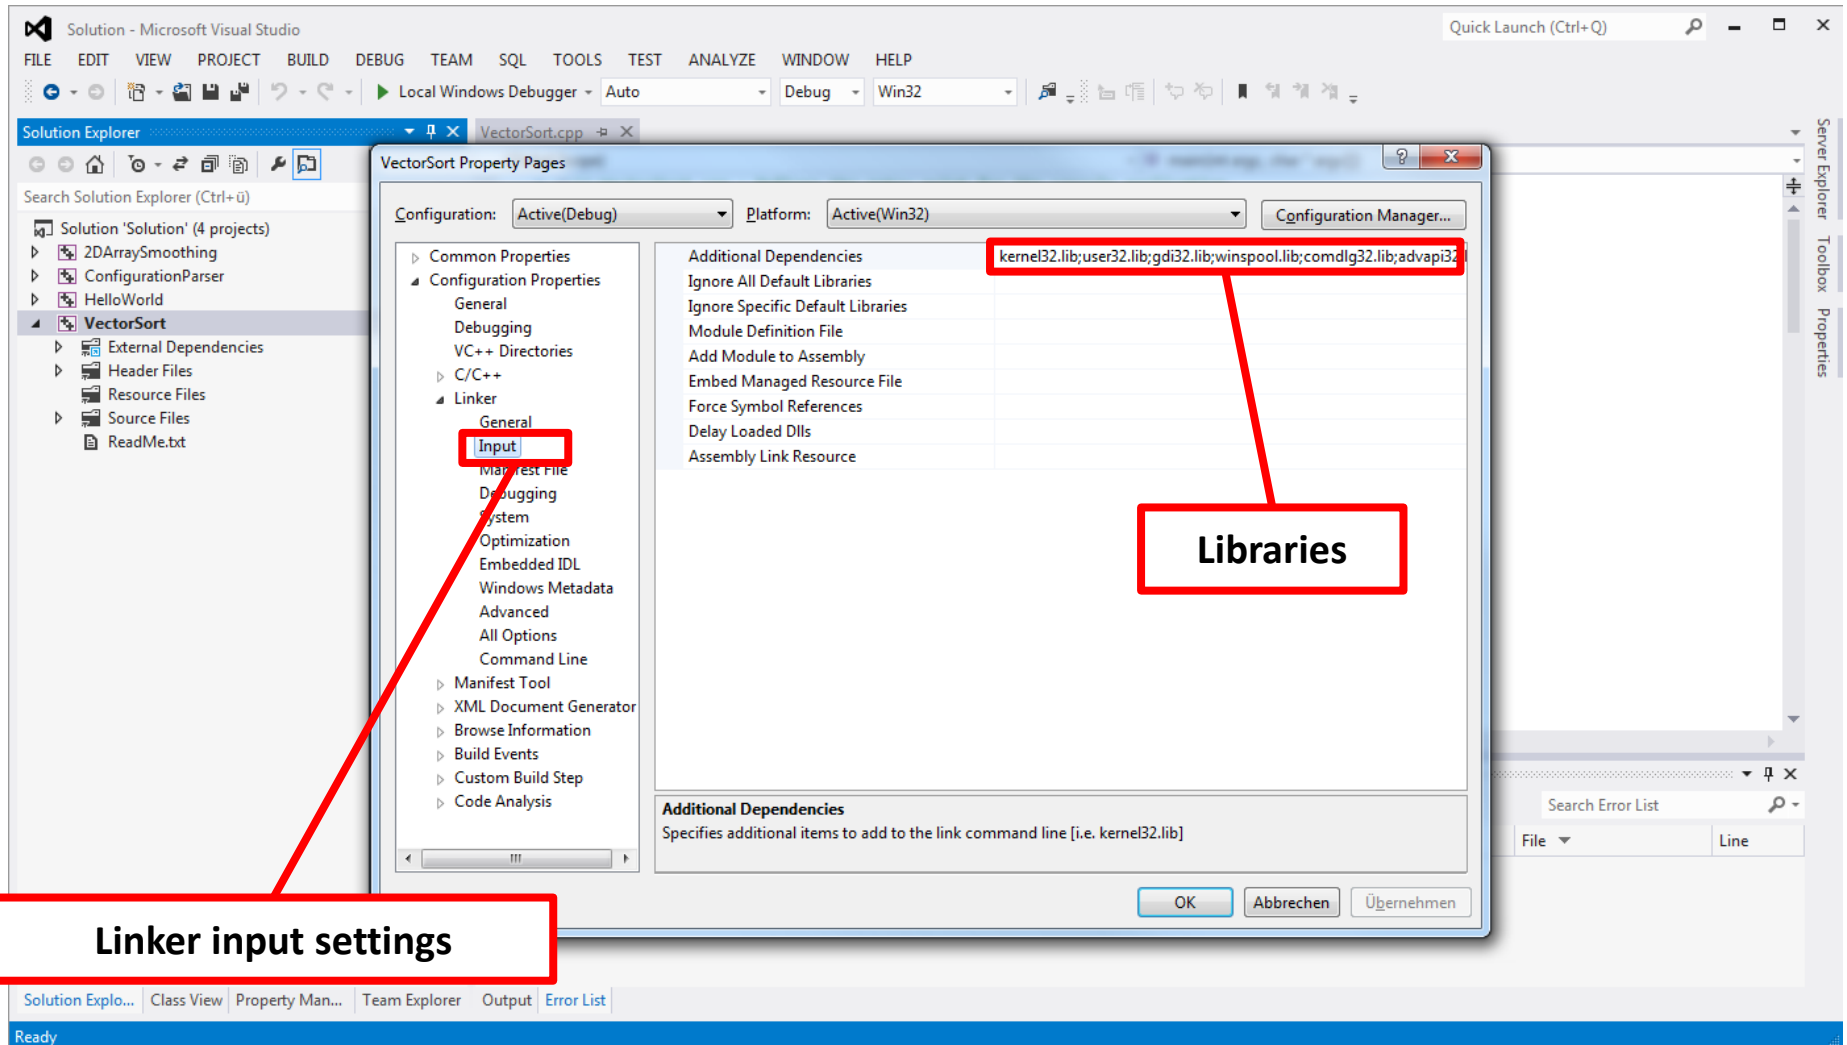 Solution - Microsoft Visual Studio
Quick Launch (Ctrl+Q)
FILE EDIT VIEW PROJECT BUILD DEBUG TEAM SQL TOOLS TEST ANALYZE WINDOW HELP
Local Windows Debugger Auto Debug Win32
Solution Explorer
VectorSort.cpp
Search Solution Explorer (Ctrl+ü)
Solution 'Solution' (4 projects)
2DArraySmoothing
ConfigurationParser
HelloWorld
VectorSort
External Dependencies
Header Files
Resource Files
Source Files
ReadMe.txt
VectorSort Property Pages
Configuration: Active(Debug) Platform: Active(Win32) Configuration Manager...
Common Properties
Configuration Properties
General
Debugging
VC++ Directories
C/C++
Linker
General
Input
Manifest File
Debugging
System
Optimization
Embedded IDL
Windows Metadata
Advanced
All Options
Command Line
Manifest Tool
XML Document Generator
Browse Information
Build Events
Custom Build Step
Code Analysis
Additional Dependencies kernel32.lib;user32.lib;gdi32.lib;winspool.lib;comdlg32.lib;advapi32.l
Ignore All Default Libraries
Ignore Specific Default Libraries
Module Definition File
Add Module to Assembly
Embed Managed Resource File
Force Symbol References
Delay Loaded Dlls
Assembly Link Resource
Libraries
Additional Dependencies
Specifies additional items to add to the link command line [i.e. kernel32.lib]
OK Abbrechen Übernehmen
Linker input settings
Server Explorer
Toolbox
Properties
Search Error List
File Line
Solution Explo... Class View Property Man... Team Explorer Output Error List
Ready